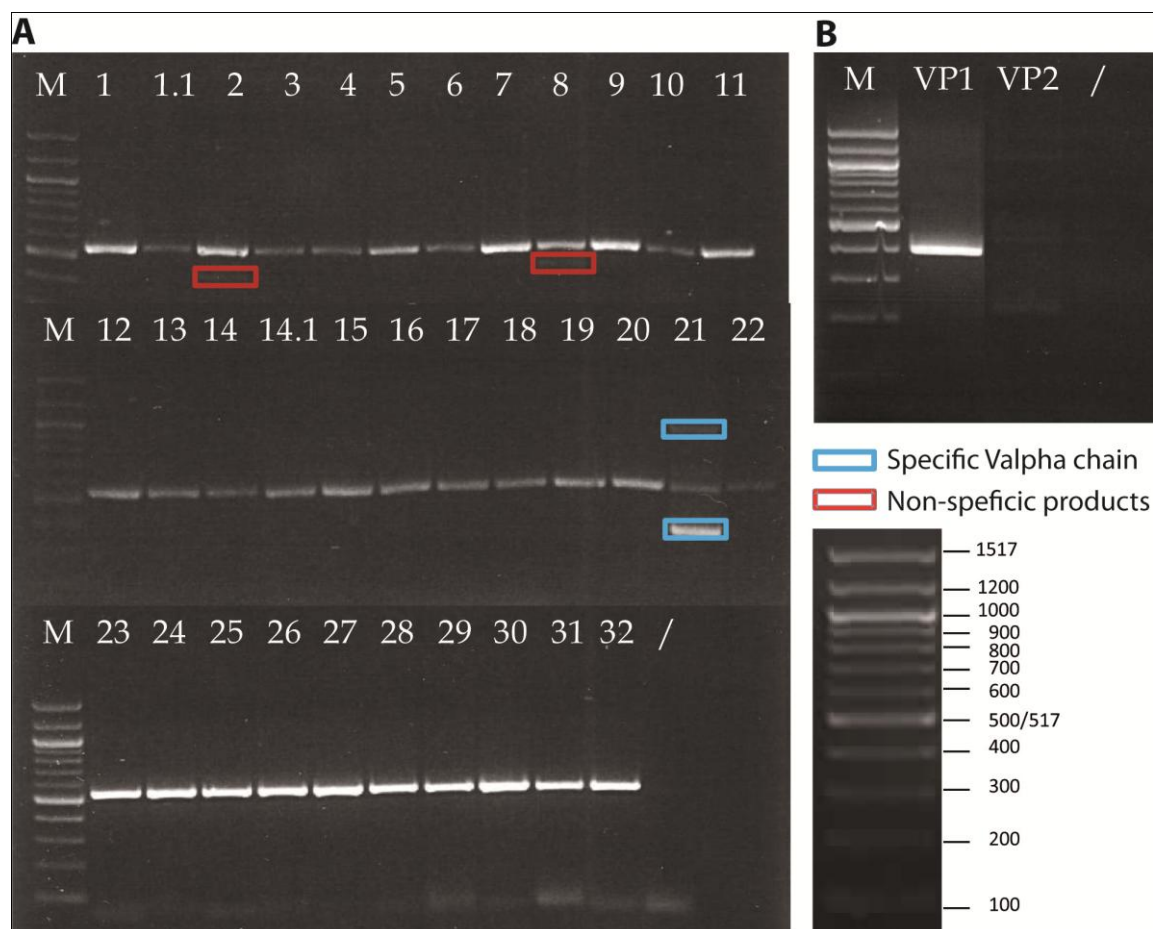 A
M 1 1.1 2 3 4 5 6 7 8 9 10 11
M 12 13 14 14.1 15 16 17 18 19 20 21 22
M 23 24 25 26 27 28 29 30 31 32 /
B
M VP1 VP2 /
Specific Valpha chain
Non-speficic products
1517
1200
1000
900
800
700
600
500/517
400
300
200
100